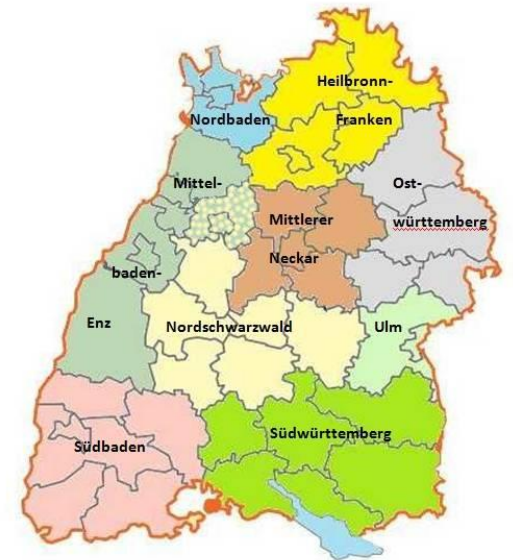 Heilbronn-
Nordbaden
Franken
Mittel-
Ost-
Mittlerer
württemberg
Neckar
baden-
Enz
Nordschwarzwald
Ulm
Südwürttemberg
Südbaden